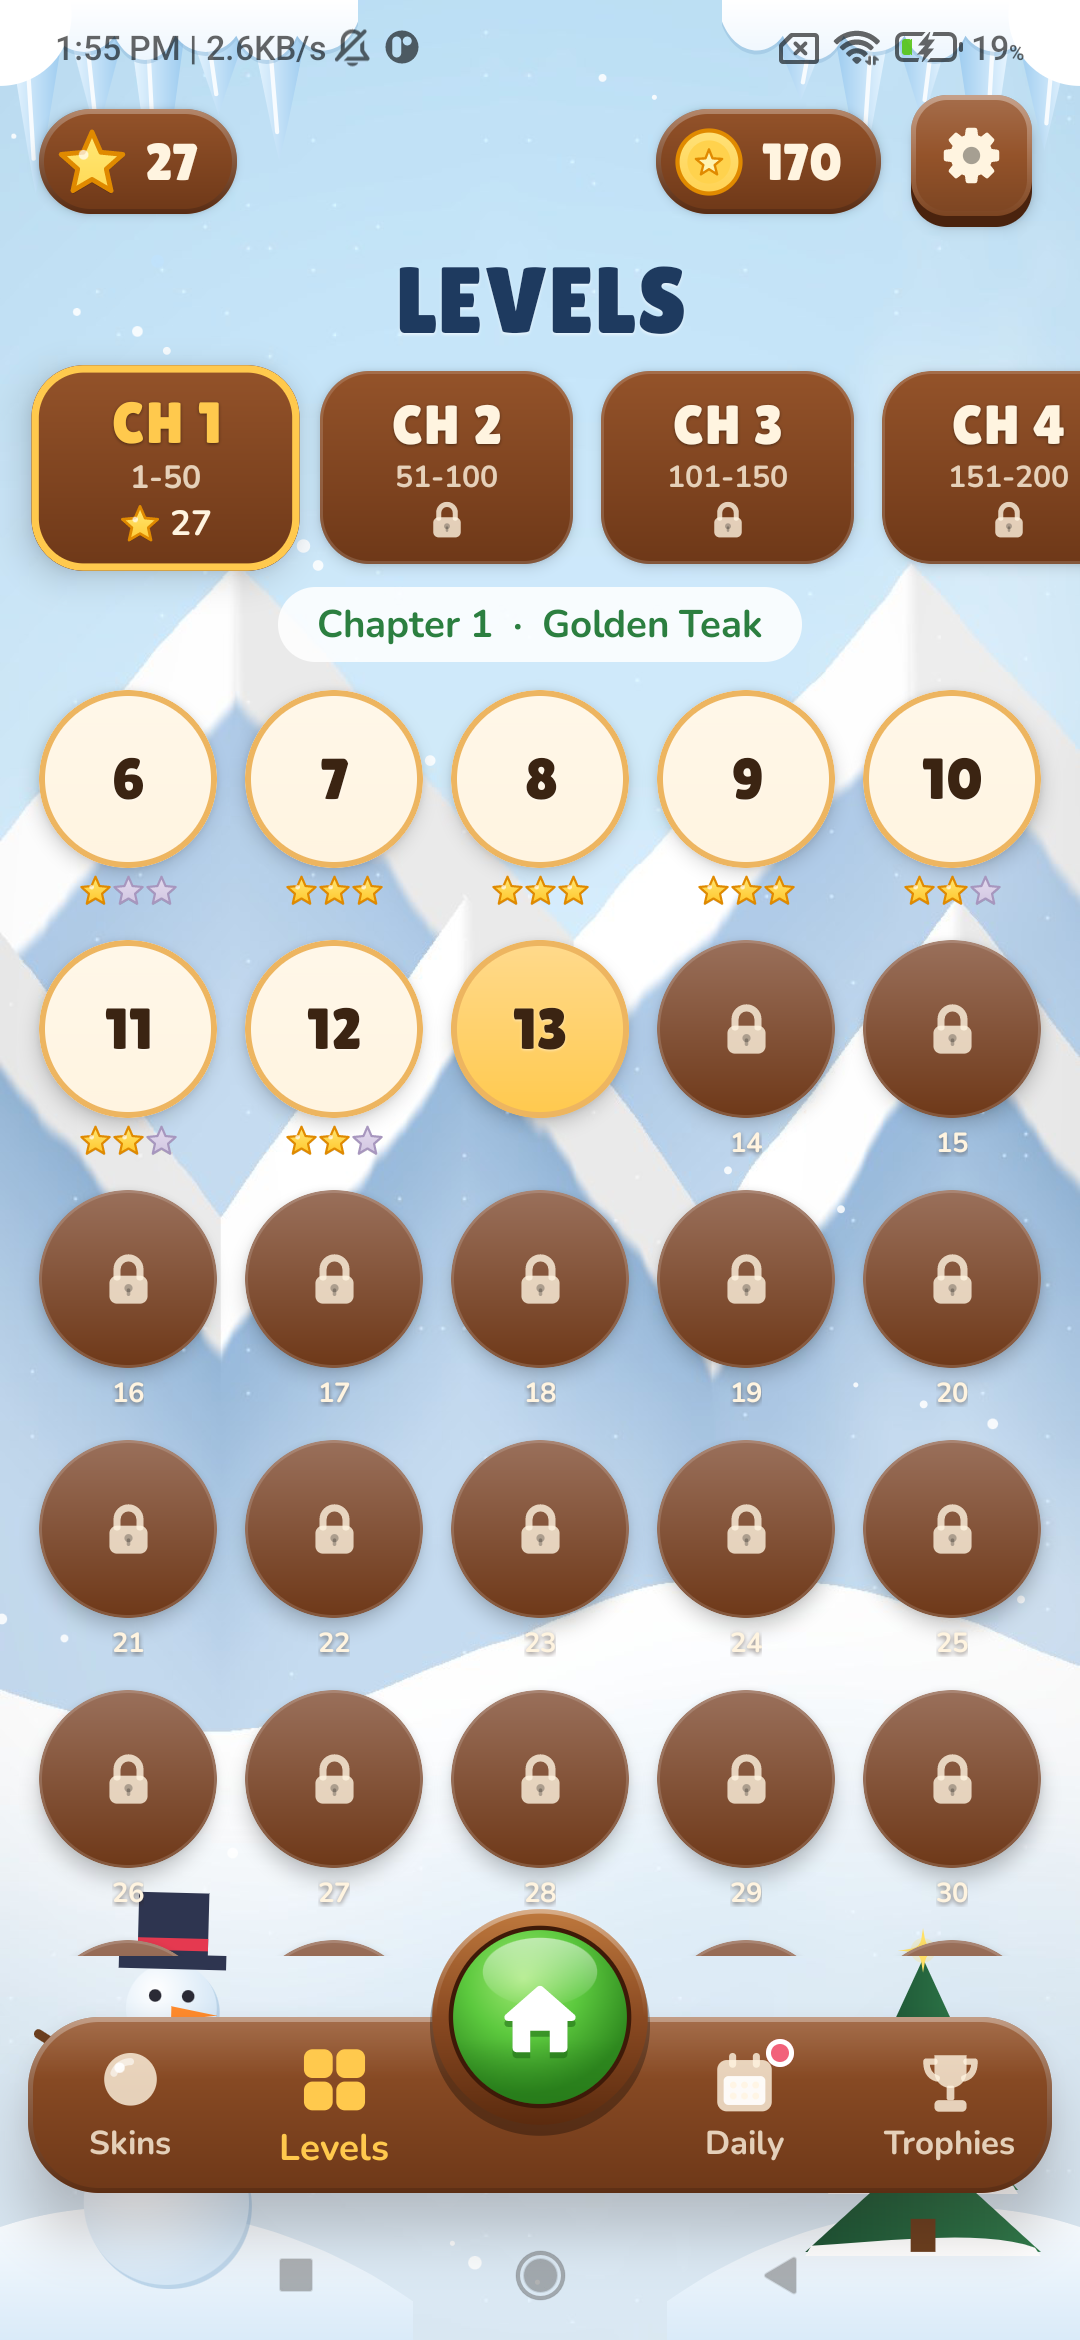 1:55 PM | 2.6KB/s
19%
27
170
LEVELS
CH 1
1-50
27
CH 2
51-100
CH 3
101-150
CH 4
151-200
Chapter 1 · Golden Teak
6 7 8 9 10
11 12 13
14 15
16 17 18 19 20
21 22 23 24 25
26 27 28 29 30
Skins
Levels
Daily
Trophies